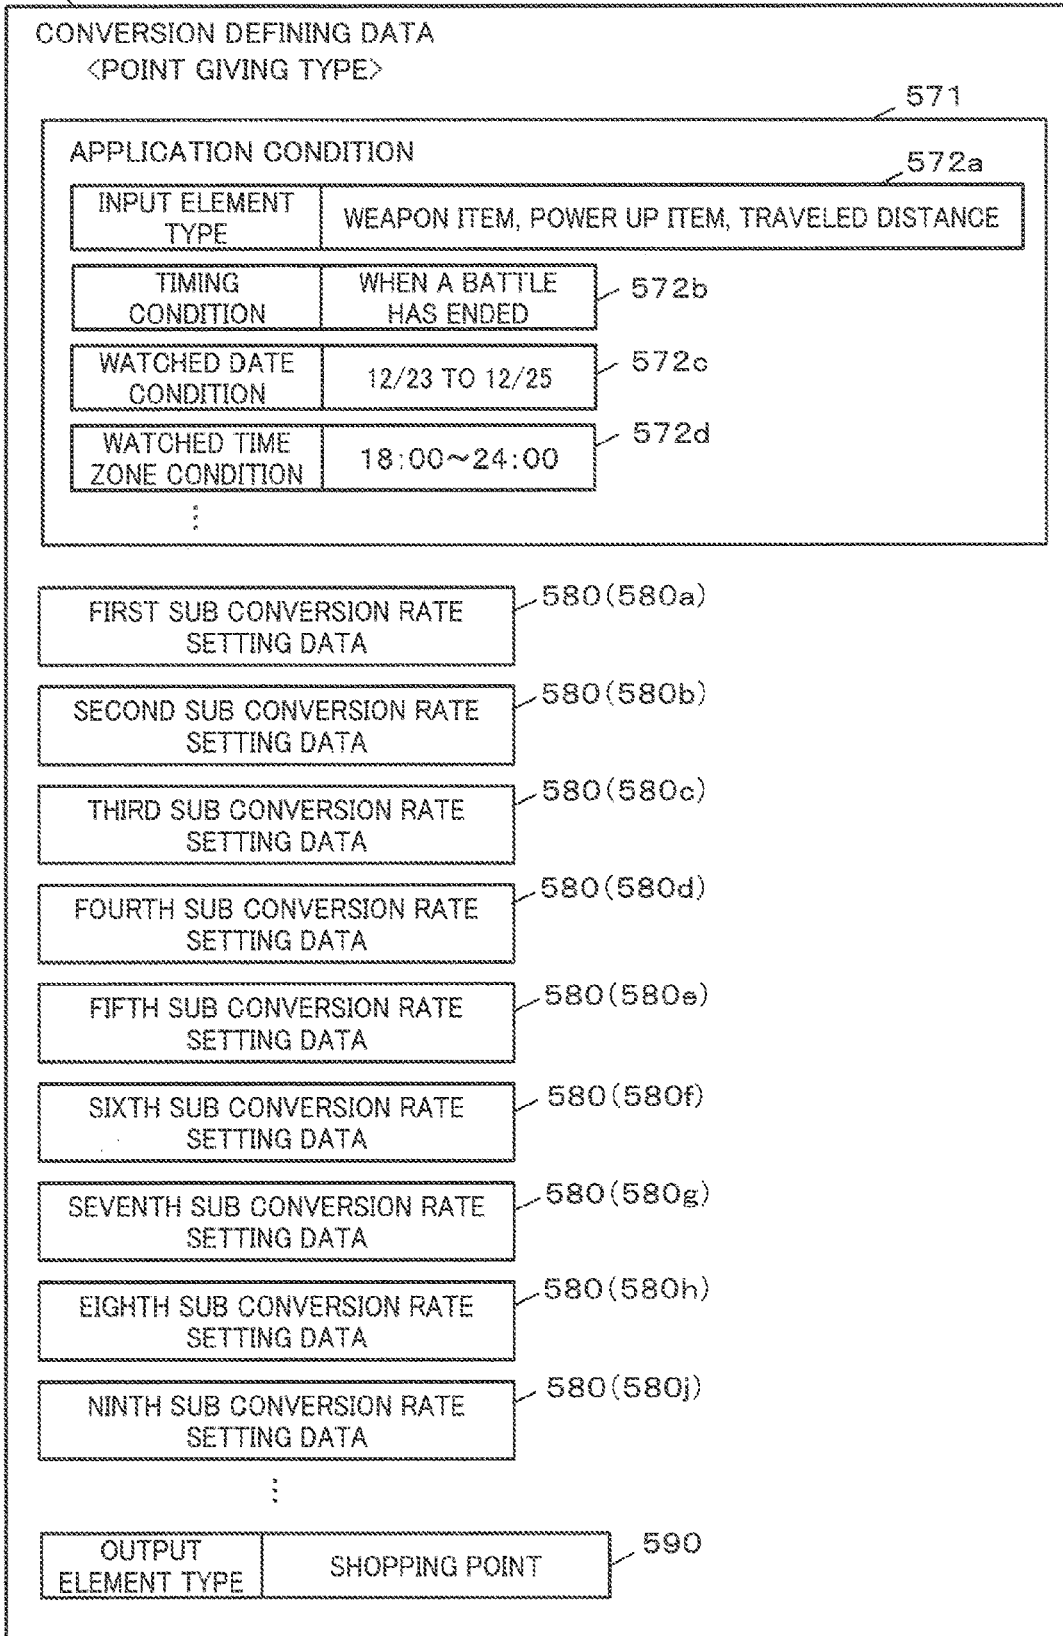 CONVERSION DEFINING DATA
<POINT GIVING TYPE>
571
APPLICATION CONDITION
572a
INPUT ELEMENT
TYPE
WEAPON ITEM, POWER UP ITEM, TRAVELED DISTANCE
TIMING
CONDITION
WHEN A BATTLE
HAS ENDED
572b
WATCHED DATE
CONDITION
12/23 TO 12/25
572c
WATCHED TIME
ZONE CONDITION
18:00~24:00
572d
⋮
FIRST SUB CONVERSION RATE
SETTING DATA
580(580a)
SECOND SUB CONVERSION RATE
SETTING DATA
580(580b)
THIRD SUB CONVERSION RATE
SETTING DATA
580(580c)
FOURTH SUB CONVERSION RATE
SETTING DATA
580(580d)
FIFTH SUB CONVERSION RATE
SETTING DATA
580(580e)
SIXTH SUB CONVERSION RATE
SETTING DATA
580(580f)
SEVENTH SUB CONVERSION RATE
SETTING DATA
580(580g)
EIGHTH SUB CONVERSION RATE
SETTING DATA
580(580h)
NINTH SUB CONVERSION RATE
SETTING DATA
580(580j)
⋮
OUTPUT
ELEMENT TYPE
SHOPPING POINT
590